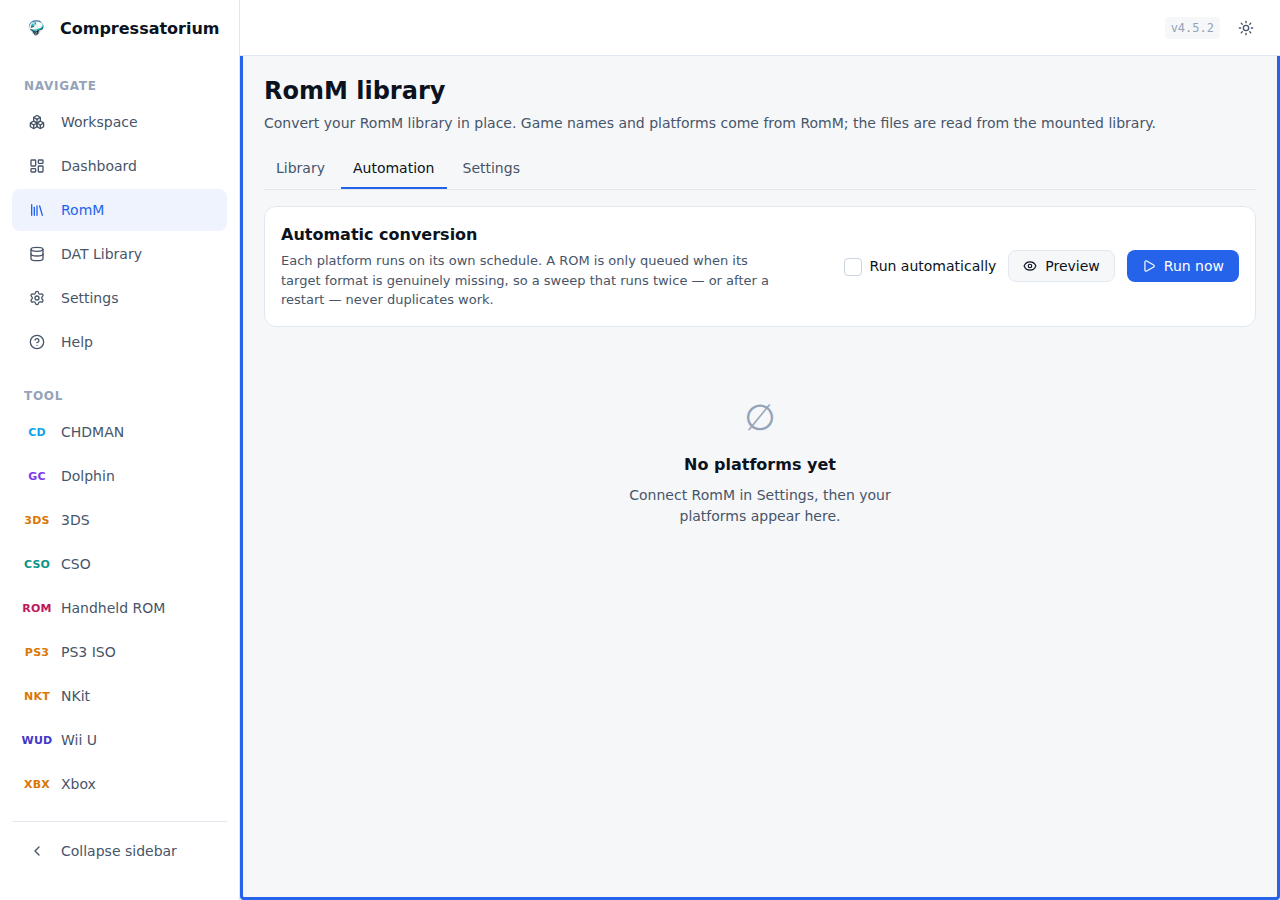 Compressatorium
v4.5.2
NAVIGATE
Workspace
Dashboard
RomM
DAT Library
Settings
Help
TOOL
CD CHDMAN
GC Dolphin
3DS 3DS
CSO CSO
ROM Handheld ROM
PS3 PS3 ISO
NKT NKit
WUD Wii U
XBX Xbox
Collapse sidebar
RomM library
Convert your RomM library in place. Game names and platforms come from RomM; the files are read from the mounted library.
Library Automation Settings
Automatic conversion
Each platform runs on its own schedule. A ROM is only queued when its
target format is genuinely missing, so a sweep that runs twice — or after a
restart — never duplicates work.
Run automatically Preview Run now
No platforms yet
Connect RomM in Settings, then your
platforms appear here.